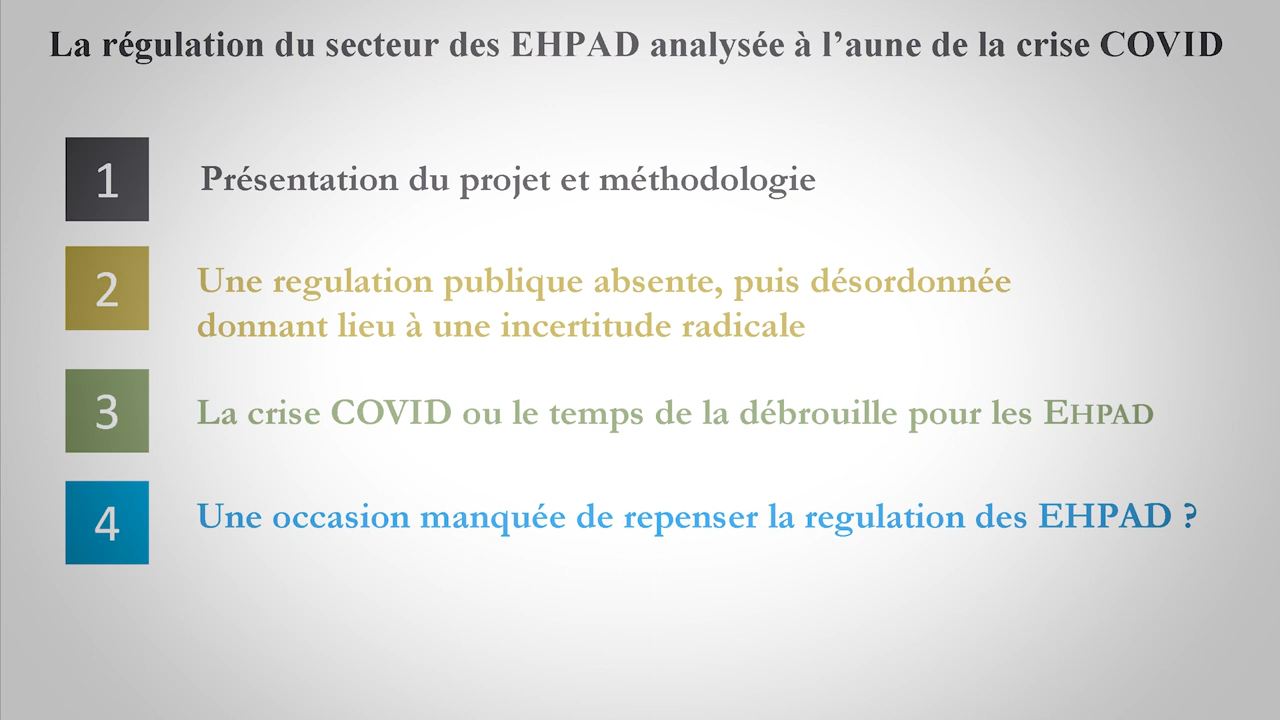 La régulation du secteur des EHPAD analysée à l’aune de la crise COVID
1
Présentation du projet et méthodologie
2
Une regulation publique absente, puis désordonnée
donnant lieu à une incertitude radicale
3
La crise COVID ou le temps de la débrouille pour les EHPAD
4
Une occasion manquée de repenser la regulation des EHPAD ?